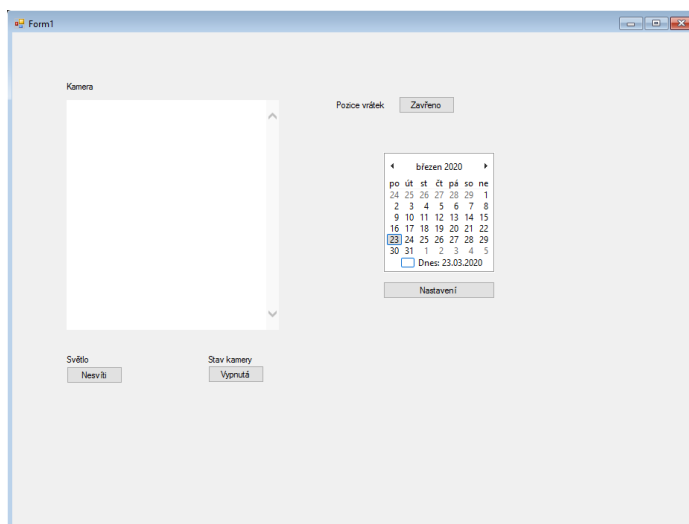 Form1
Kamera
Pozice vrátek Zavřeno
březen 2020
po út st čt pá so ne
24 25 26 27 28 29 1
2 3 4 5 6 7 8
9 10 11 12 13 14 15
16 17 18 19 20 21 22
23 24 25 26 27 28 29
30 31 1 2 3 4 5
Dnes: 23.03.2020
Nastavení
Světlo Stav kamery
Nesvíti Vypnutá